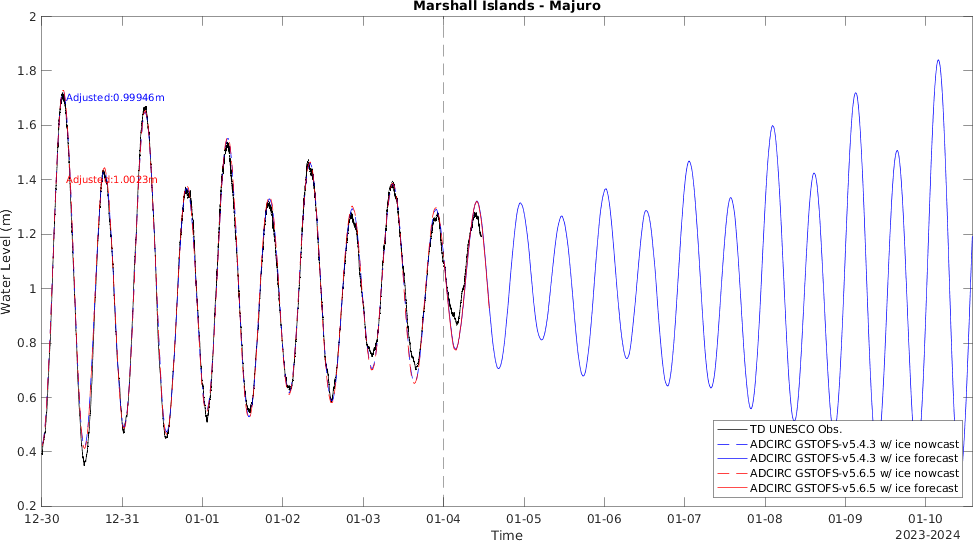 Marshall Islands - Majuro
2
1.8
Adjusted:0.99946m
1.6
1.4
Adjusted:1.0023m
1.2
1
0.8
0.6
0.4
0.2
Water Level (m)
TD UNESCO Obs.
ADCIRC GSTOFS-v5.4.3 w/ ice nowcast
ADCIRC GSTOFS-v5.4.3 w/ ice forecast
ADCIRC GSTOFS-v5.6.5 w/ ice nowcast
ADCIRC GSTOFS-v5.6.5 w/ ice forecast
12-30 12-31 01-01 01-02 01-03 01-04 01-05 01-06 01-07 01-08 01-09 01-10
Time
2023-2024